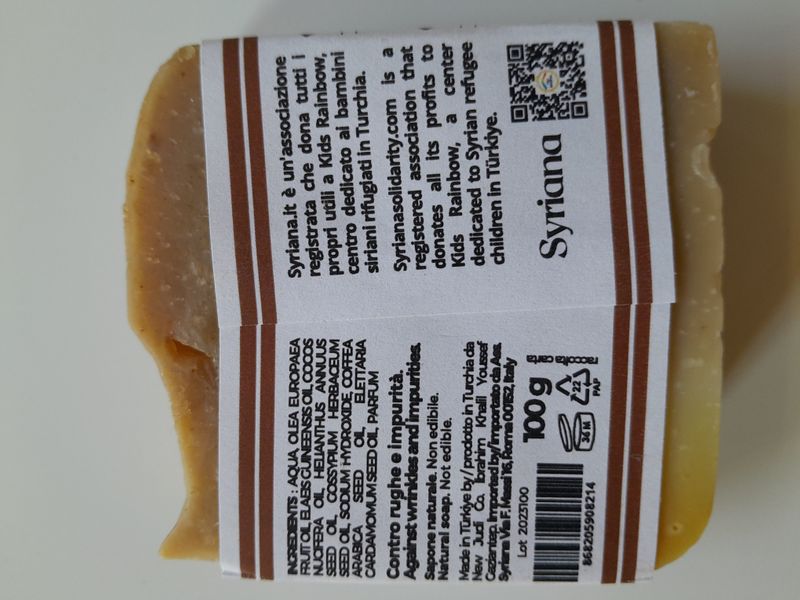 Syriana.it è un'associazione
registrata che dona tutti i
propri utili a Kids Rainbow,
centro dedicato ai bambini
siriani rifugiati in Turchia.
Syrianasolidarity.com is a
registered association that
donates all its profits to
Kids Rainbow, a center
dedicated to Syrian refugee
children in Türkiye.
Syriana
INGREDIENTS : AQUA, OLEA EUROPAEA
FRUIT OIL, ELAEIS GUINEENSIS OIL, COCOS
NUCIFERA OIL, HELIANTHUS ANNUUS
SEED OIL, GOSSYPIUM HERBACEUM
SEED OIL, SODIUM HYDROXIDE, COFFEA
ARABICA SEED OIL, ELETTARIA
CARDAMOMUM SEED OIL, PARFUM
Contro rughe e impurità.
Against wrinkles and impurities.
Sapone naturale. Non edibile.
Natural soap. Not edible.
Made in Türkiye by / prodotto in Turchia da
New Judi Co. Ibrahim Khalil Youssef
Gaziantep. Imported by/importato da Ass.
Syriana Via F. Massi 16, Roma 00152, Italy
100 g
Lot 2023100
36 M
22
PAP
868205908214